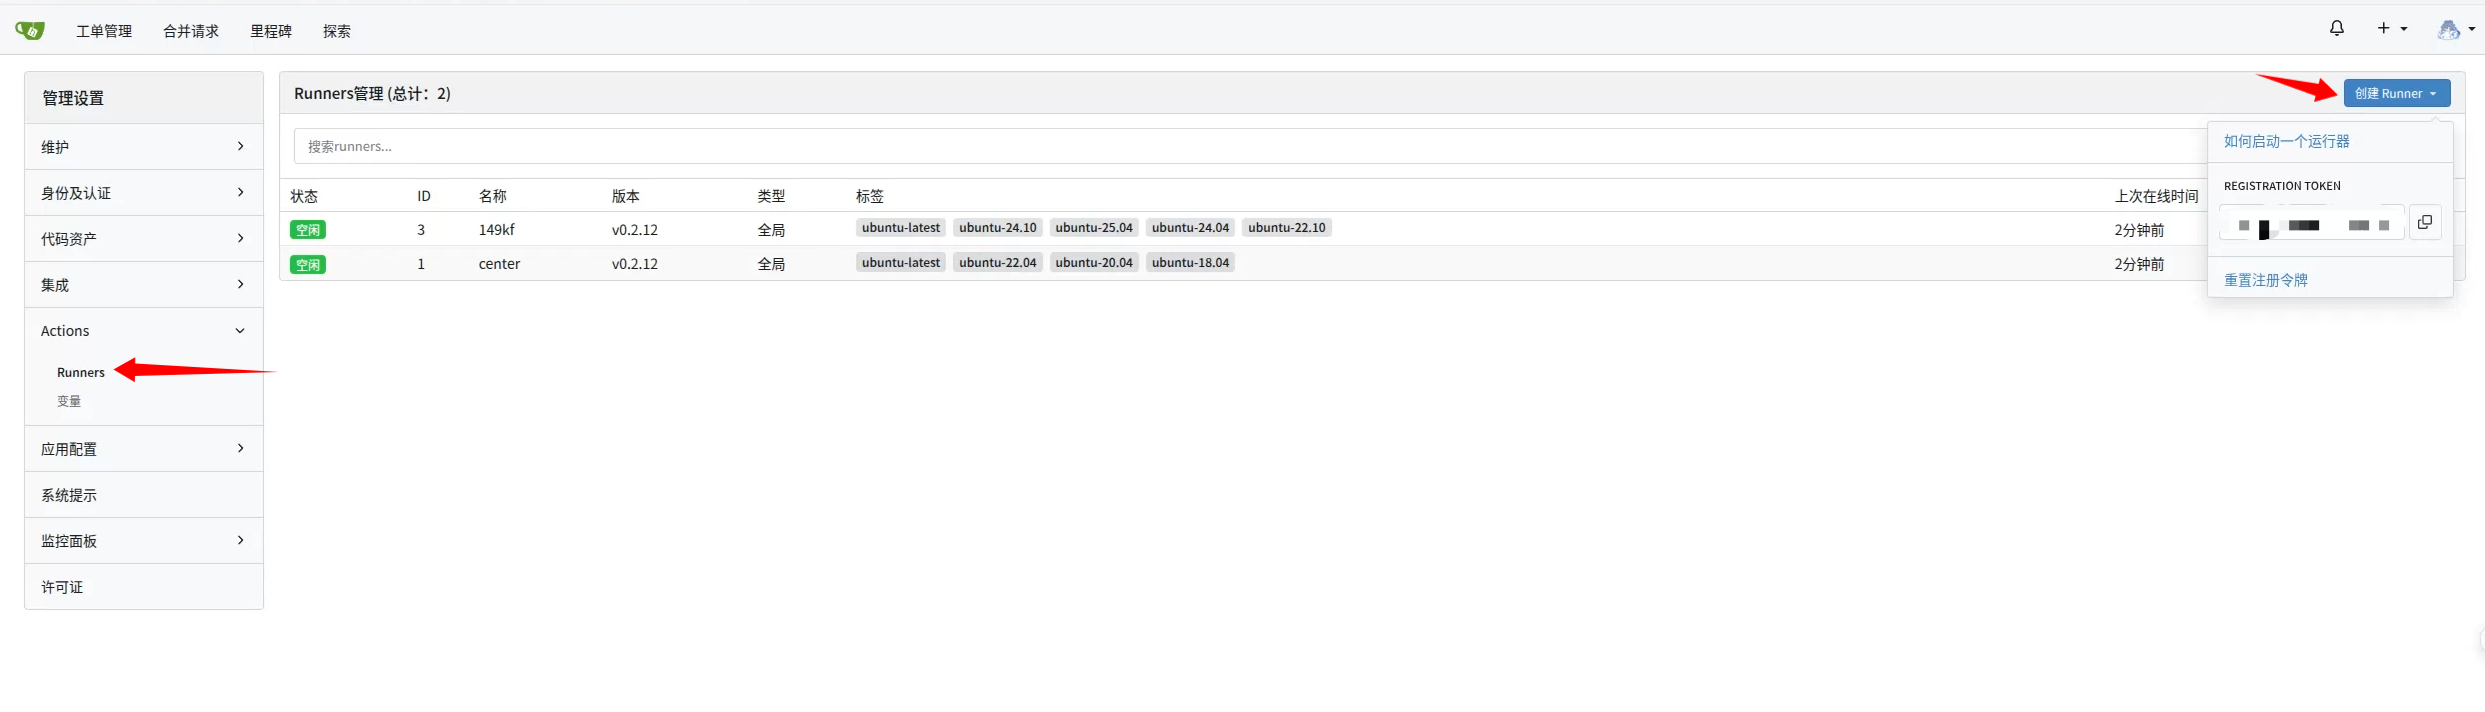 工单管理 合并请求 里程碑 探索
管理设置
维护
身份及认证
代码资产
集成
Actions
Runners
变量
应用配置
系统提示
监控面板
许可证
Runners管理 (总计：2)
创建 Runner
搜索runners...
如何启动一个运行器
REGISTRATION TOKEN
重置注册令牌
状态 ID 名称 版本 类型 标签 上次在线时间
空闲 3 149kf v0.2.12 全局 ubuntu-latest ubuntu-24.10 ubuntu-25.04 ubuntu-24.04 ubuntu-22.10 2分钟前
空闲 1 center v0.2.12 全局 ubuntu-latest ubuntu-22.04 ubuntu-20.04 ubuntu-18.04 2分钟前